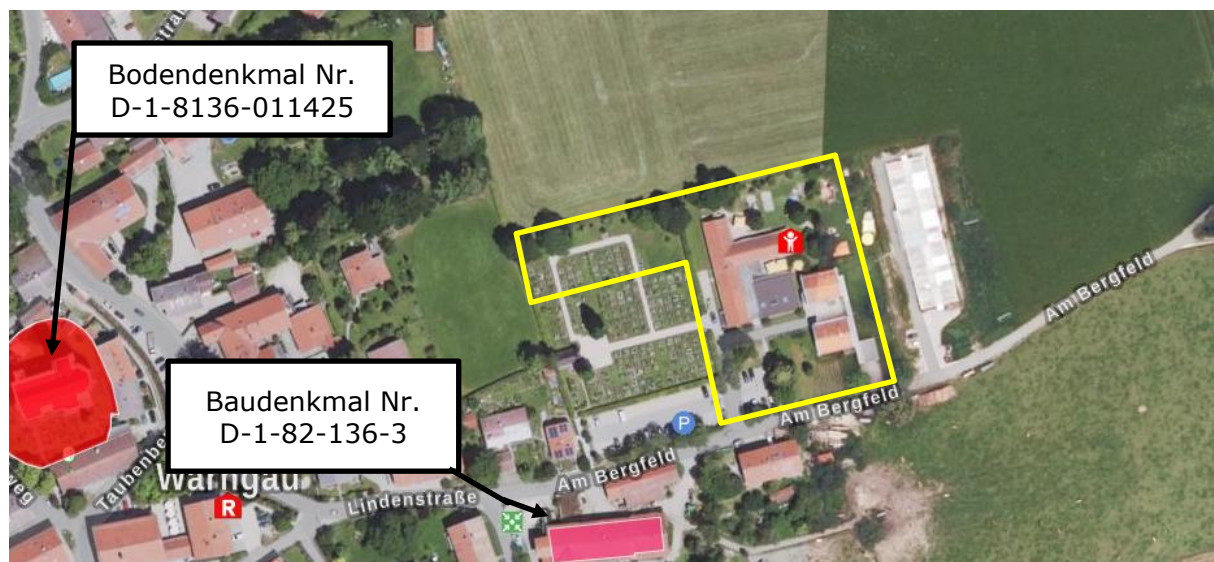 Bodendenkmal Nr.
D-1-8136-011425
Am Bergfeld
Am Bergfeld
P
Baudenkmal Nr.
D-1-82-136-3
Am Bergfeld
Warngau
Lindenstraße
R